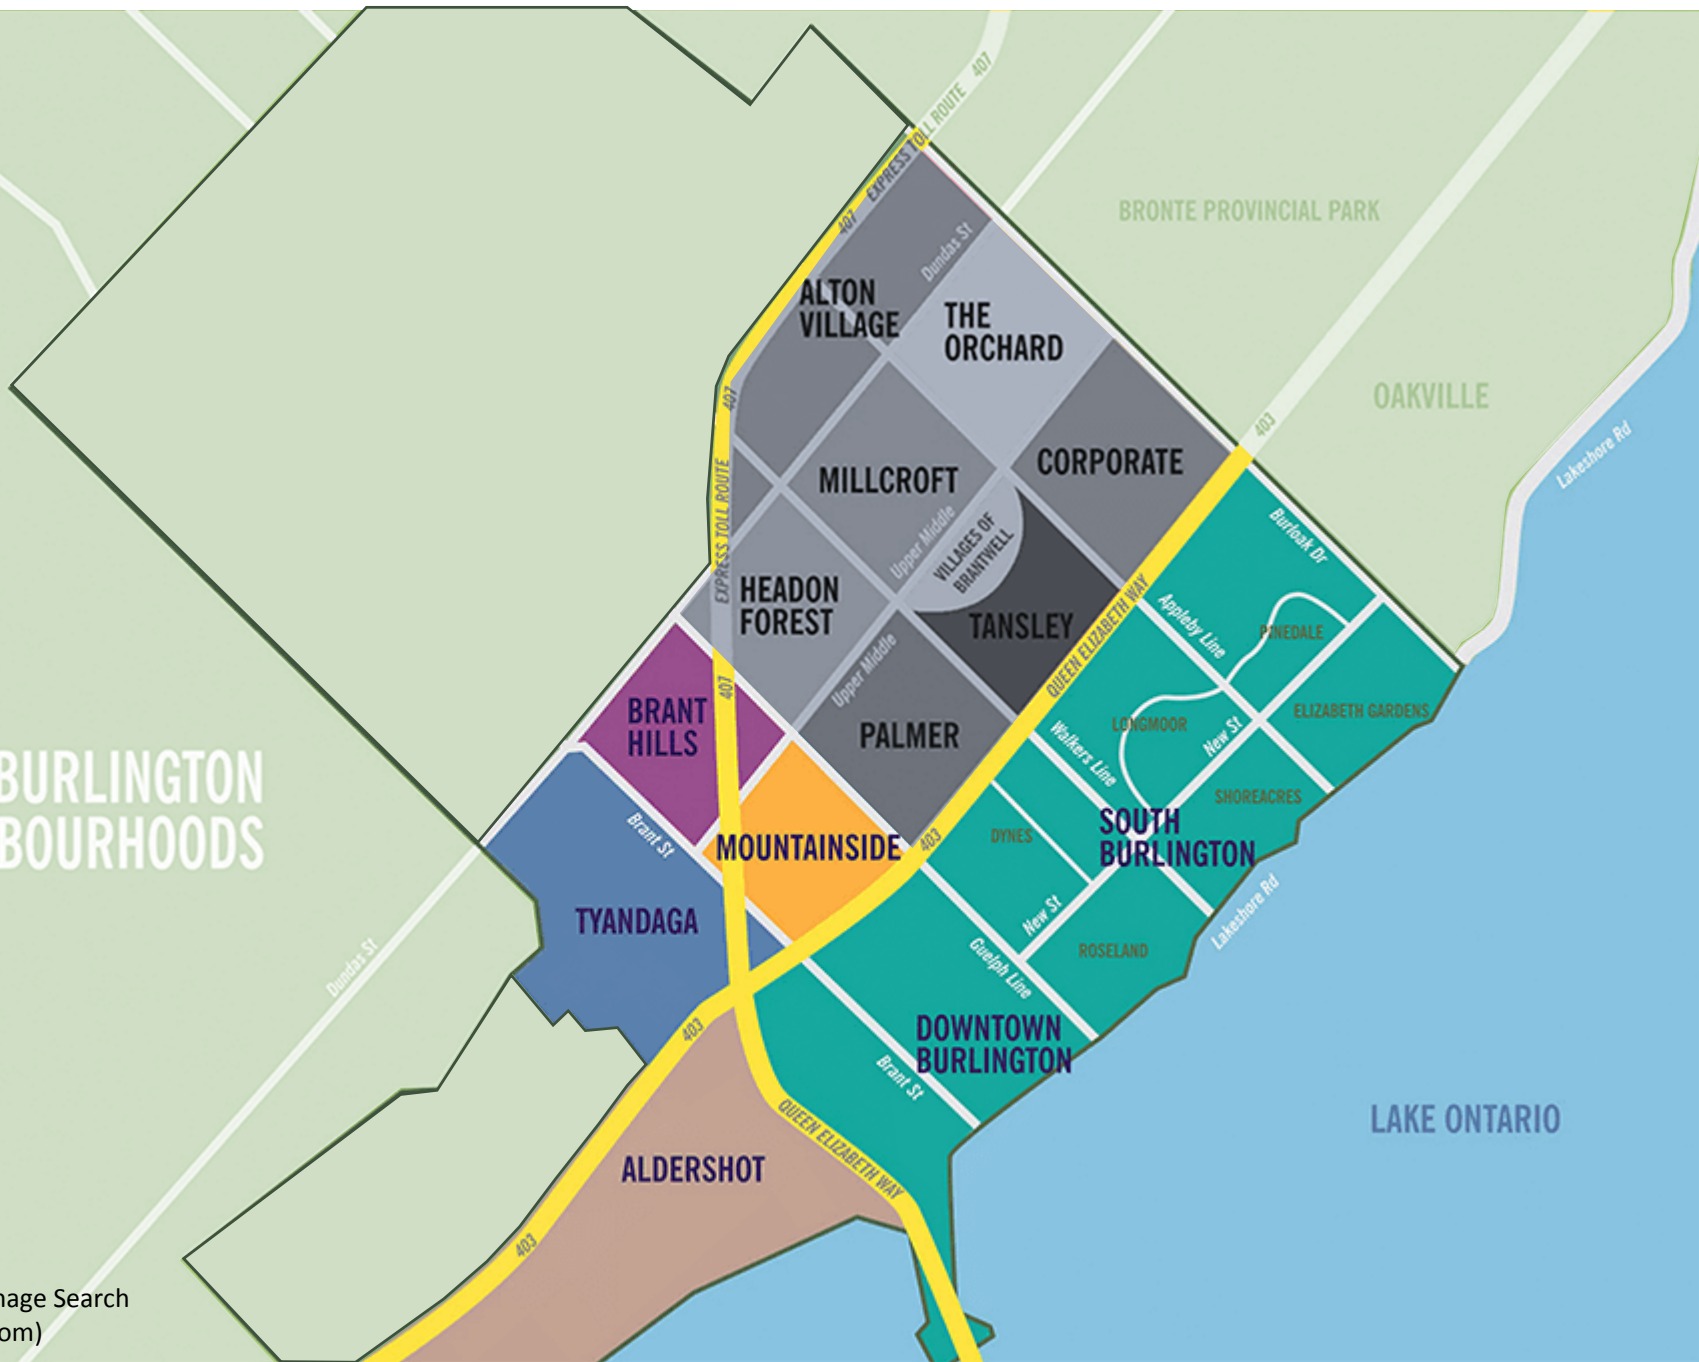 407
EXPRESS TOLL ROUTE
407
BRONTE PROVINCIAL PARK
Dundas St
ALTON
VILLAGE
THE
ORCHARD
407
OAKVILLE
403
Lakeshore Rd
CORPORATE
MILLCROFT
EXPRESS TOLL ROUTE
Upper Middle
VILLAGES OF
BRANTWELL
Burloak Dr
HEADON
FOREST
TANSLEY
QUEEN ELIZABETH WAY
Appleby Line
PINEDALE
Upper Middle
407
BRANT
HILLS
PALMER
LONGMOOR
New St
ELIZABETH GARDENS
Walkers Line
BURLINGTON
BOURHOODS
Brant St
MOUNTAINSIDE
403
DYNES
SHOREACRES
SOUTH
BURLINGTON
TYANDAGA
New St
Lakeshore Rd
ROSELAND
Dundas St
Guelph Line
403
DOWNTOWN
BURLINGTON
Brant St
LAKE ONTARIO
QUEEN ELIZABETH WAY
ALDERSHOT
403
mage Search
om)